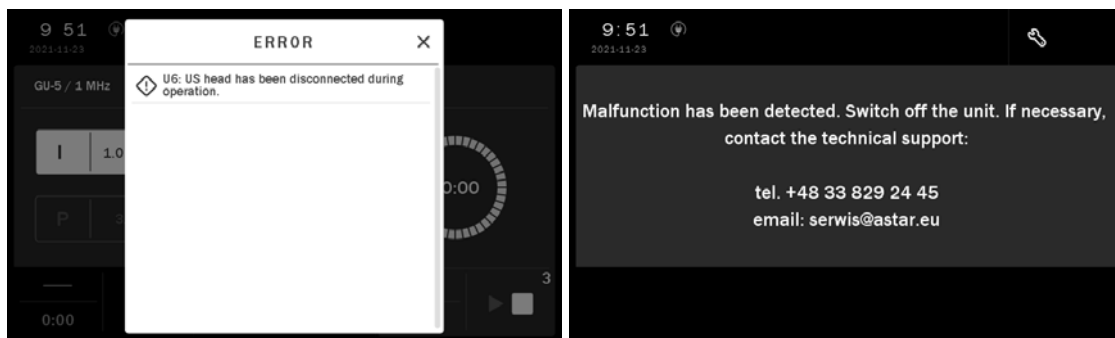 9 51
2021-11-23
ERROR
U6: US head has been disconnected during
operation.
GU-5 / 1 MHz
I
1.0
0:00
P
3
3
0:00
9:51
2021-11-23
Malfunction has been detected. Switch off the unit. If necessary,
contact the technical support:
tel. +48 33 829 24 45
email: serwis@astar.eu